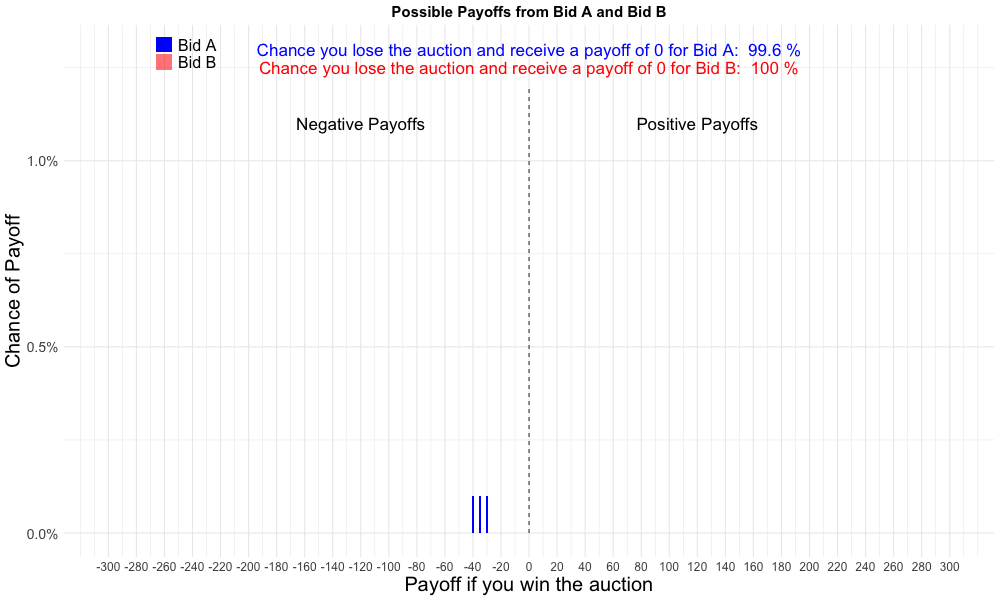 Possible Payoffs from Bid A and Bid B
Bid A
Bid B
Chance you lose the auction and receive a payoff of 0 for Bid A:  99.6 %
Chance you lose the auction and receive a payoff of 0 for Bid B:  100 %
Negative Payoffs
Positive Payoffs
Chance of Payoff
1.0%
0.5%
0.0%
-300 -280 -260 -240 -220 -200 -180 -160 -140 -120 -100 -80 -60 -40 -20 0 20 40 60 80 100 120 140 160 180 200 220 240 260 280 300
Payoff if you win the auction